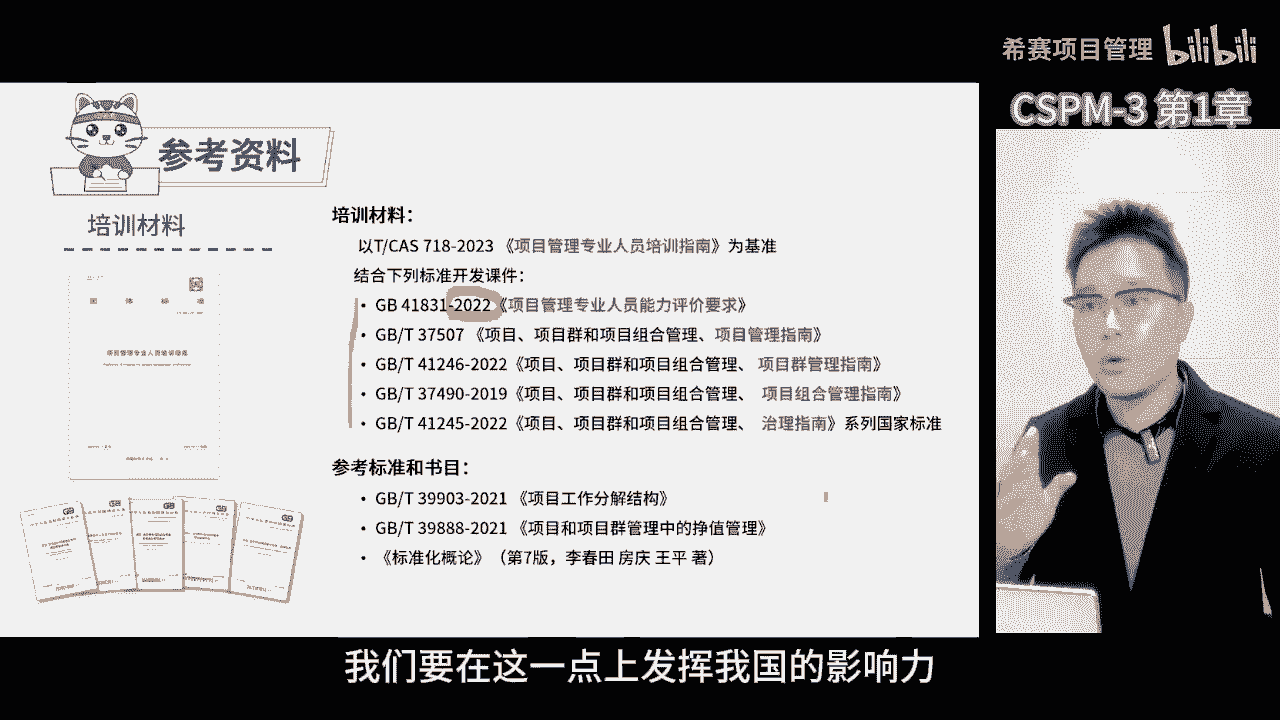 希赛项目管理 bilibili
CSPM-3 第1章
参考资料
培训材料
团体标准
项目管理专业人员培训指南
培训材料：
以T/CAS 718-2023 《项目管理专业人员培训指南》为基准
结合下列标准开发课件：
• GB 41831-2022《项目管理专业人员能力评价要求》
• GB/T 37507 《项目、项目群和项目组合管理、项目管理指南》
• GB/T 41246-2022《项目、项目群和项目组合管理、 项目群管理指南》
• GB/T 37490-2019《项目、项目群和项目组合管理、 项目组合管理指南》
• GB/T 41245-2022《项目、项目群和项目组合管理、 治理指南》系列国家标准
参考标准和书目：
• GB/T 39903-2021 《项目工作分解结构》
• GB/T 39888-2021 《项目和项目群管理中的挣值管理》
• 《标准化概论》（第7版，李春田 房庆 王平 著）
我们要在这一点上发挥我国的影响力